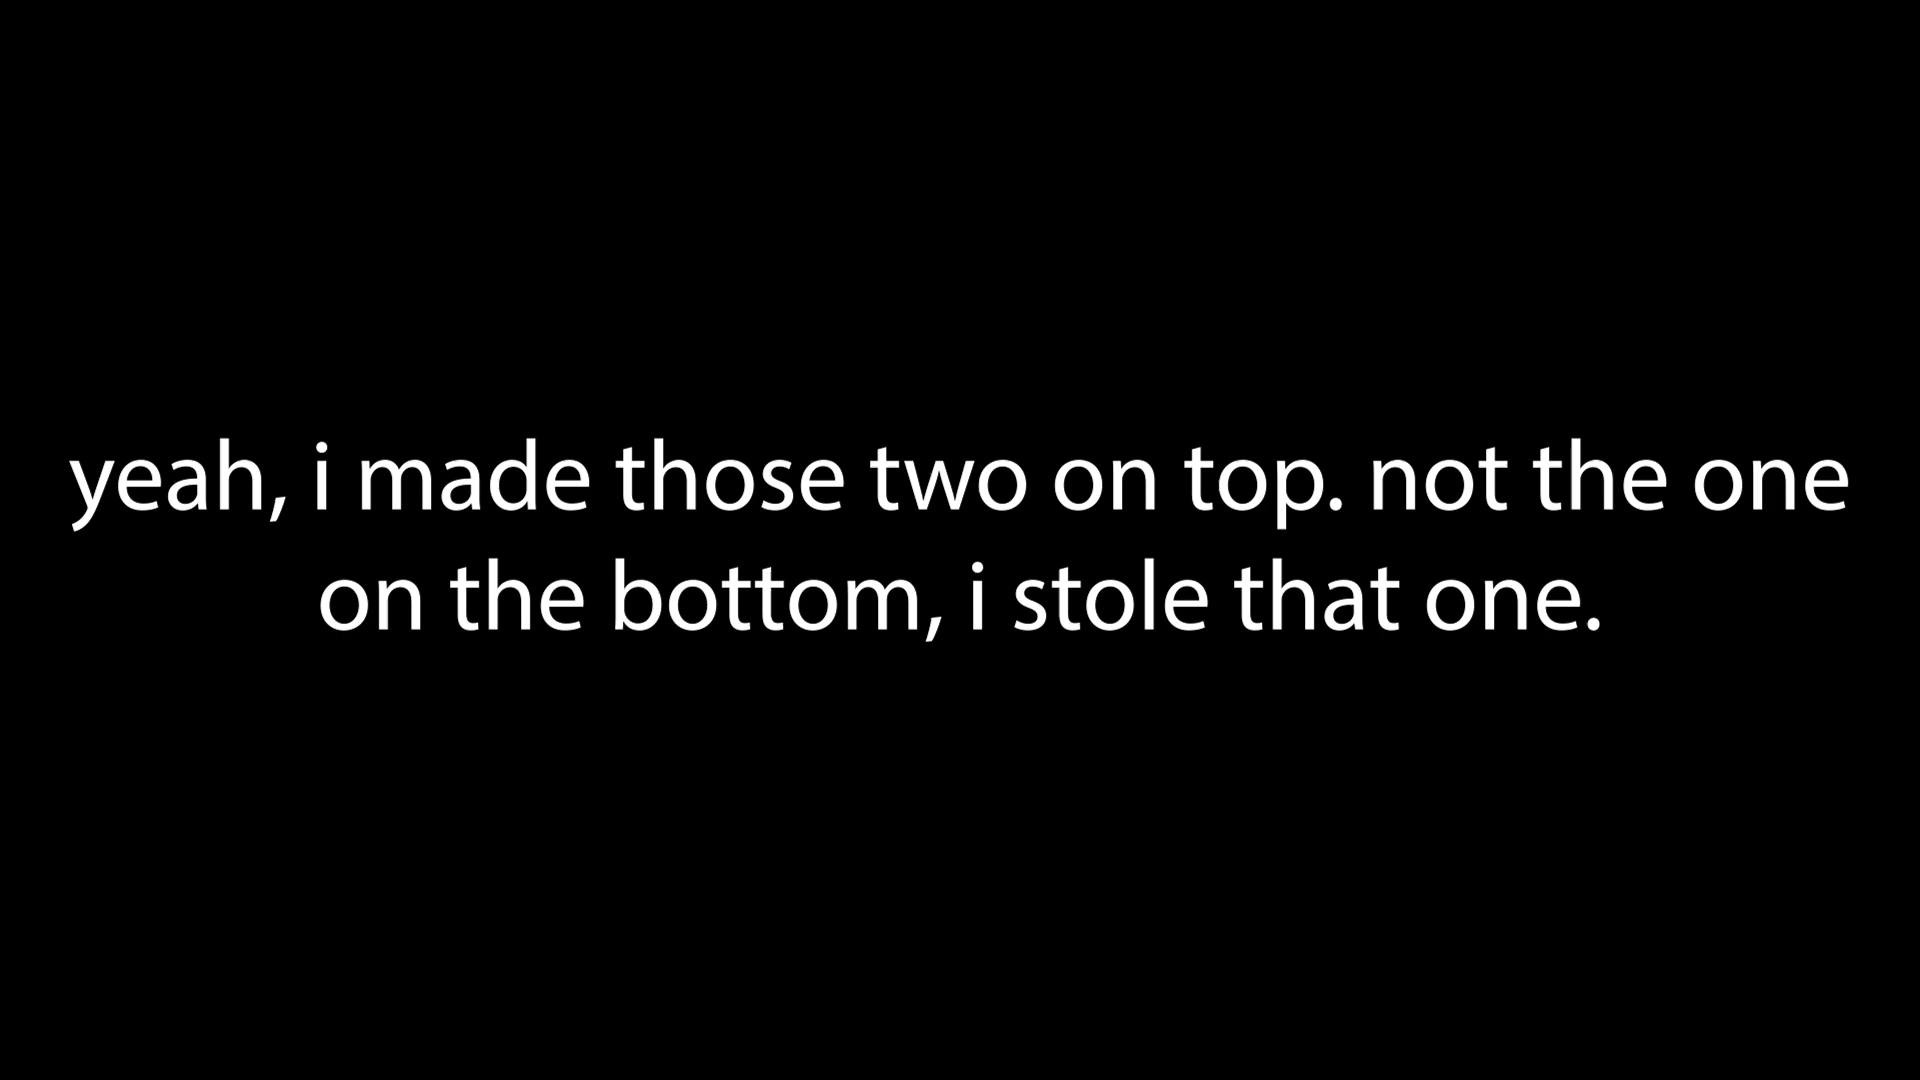 yeah, i made those two on top. not the one
on the bottom, i stole that one.